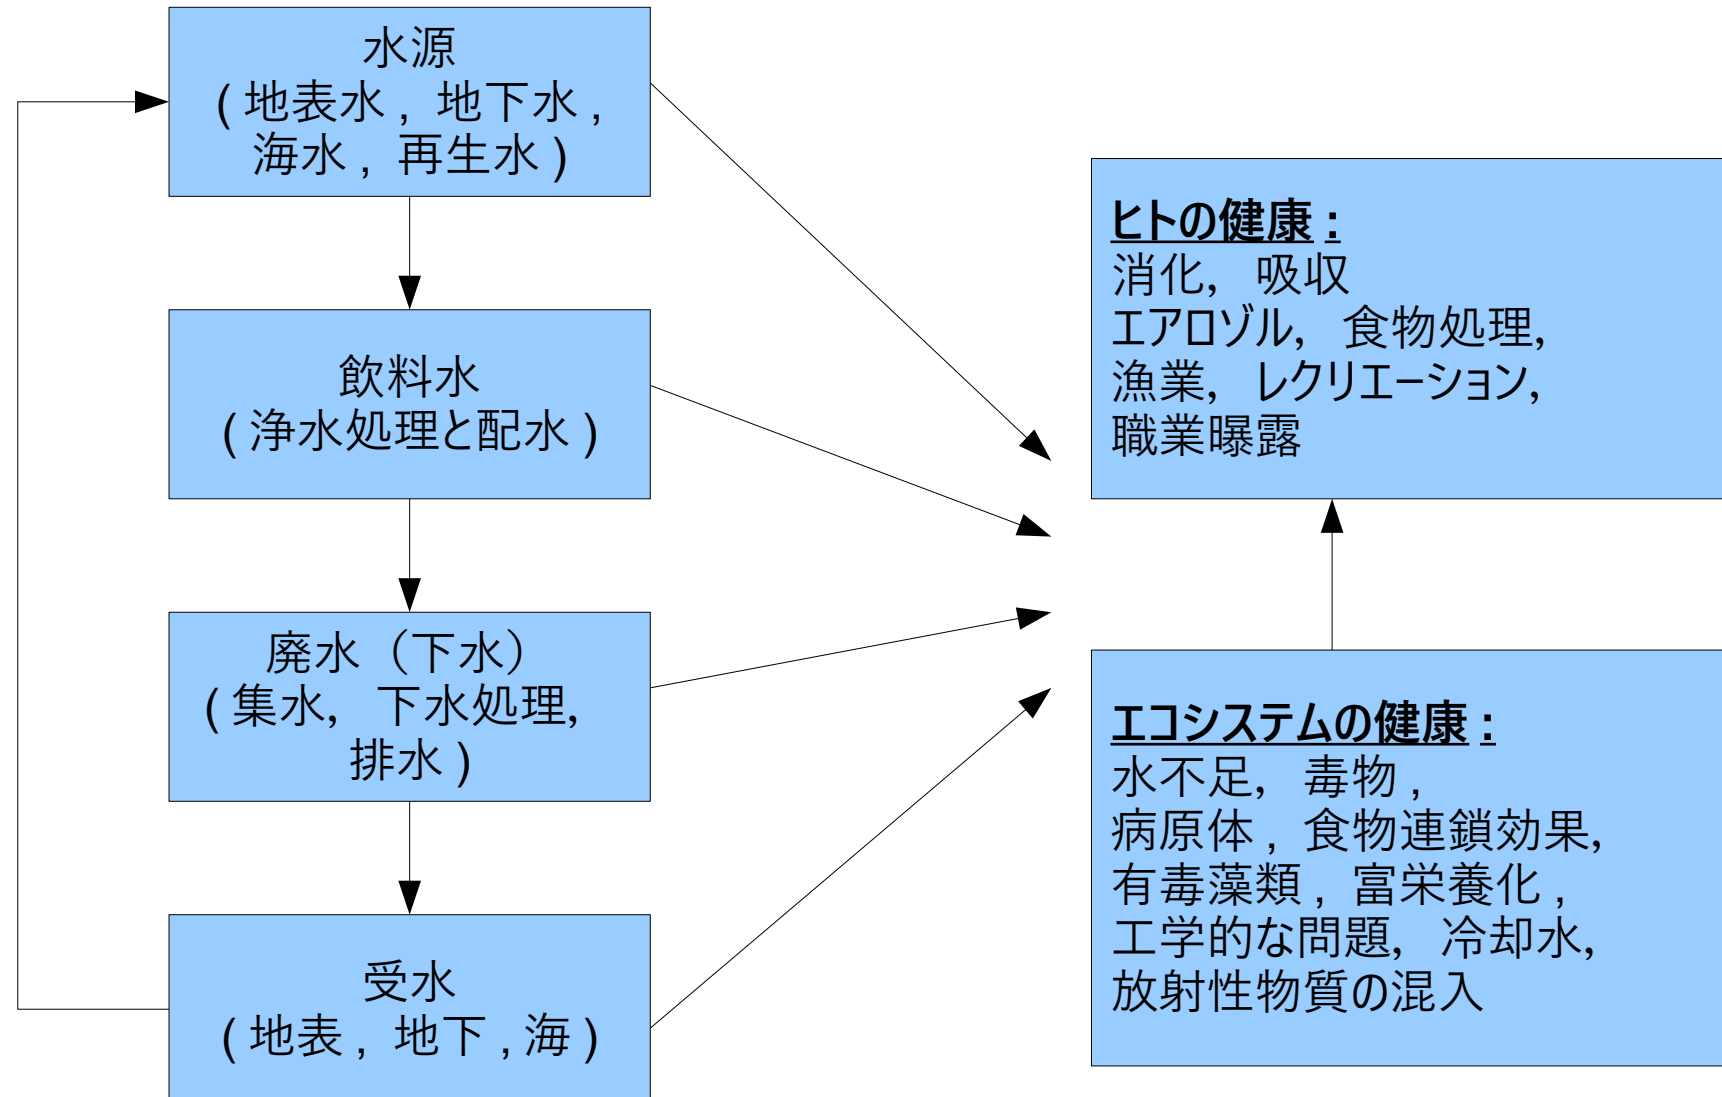 水源
( 地表水 , 地下水 ,
海水 , 再生水 )
飲料水
( 浄水処理と配水 )
廃水（下水）
( 集水, 下水処理,
排水 )
受水
( 地表 , 地下 , 海 )
ヒトの健康 :
消化, 吸収
エアロゾル, 食物処理,
漁業, レクリエーション,
職業曝露
エコシステムの健康 :
水不足, 毒物 ,
病原体 , 食物連鎖効果,
有毒藻類 , 富栄養化 ,
工学的な問題, 冷却水,
放射性物質の混入